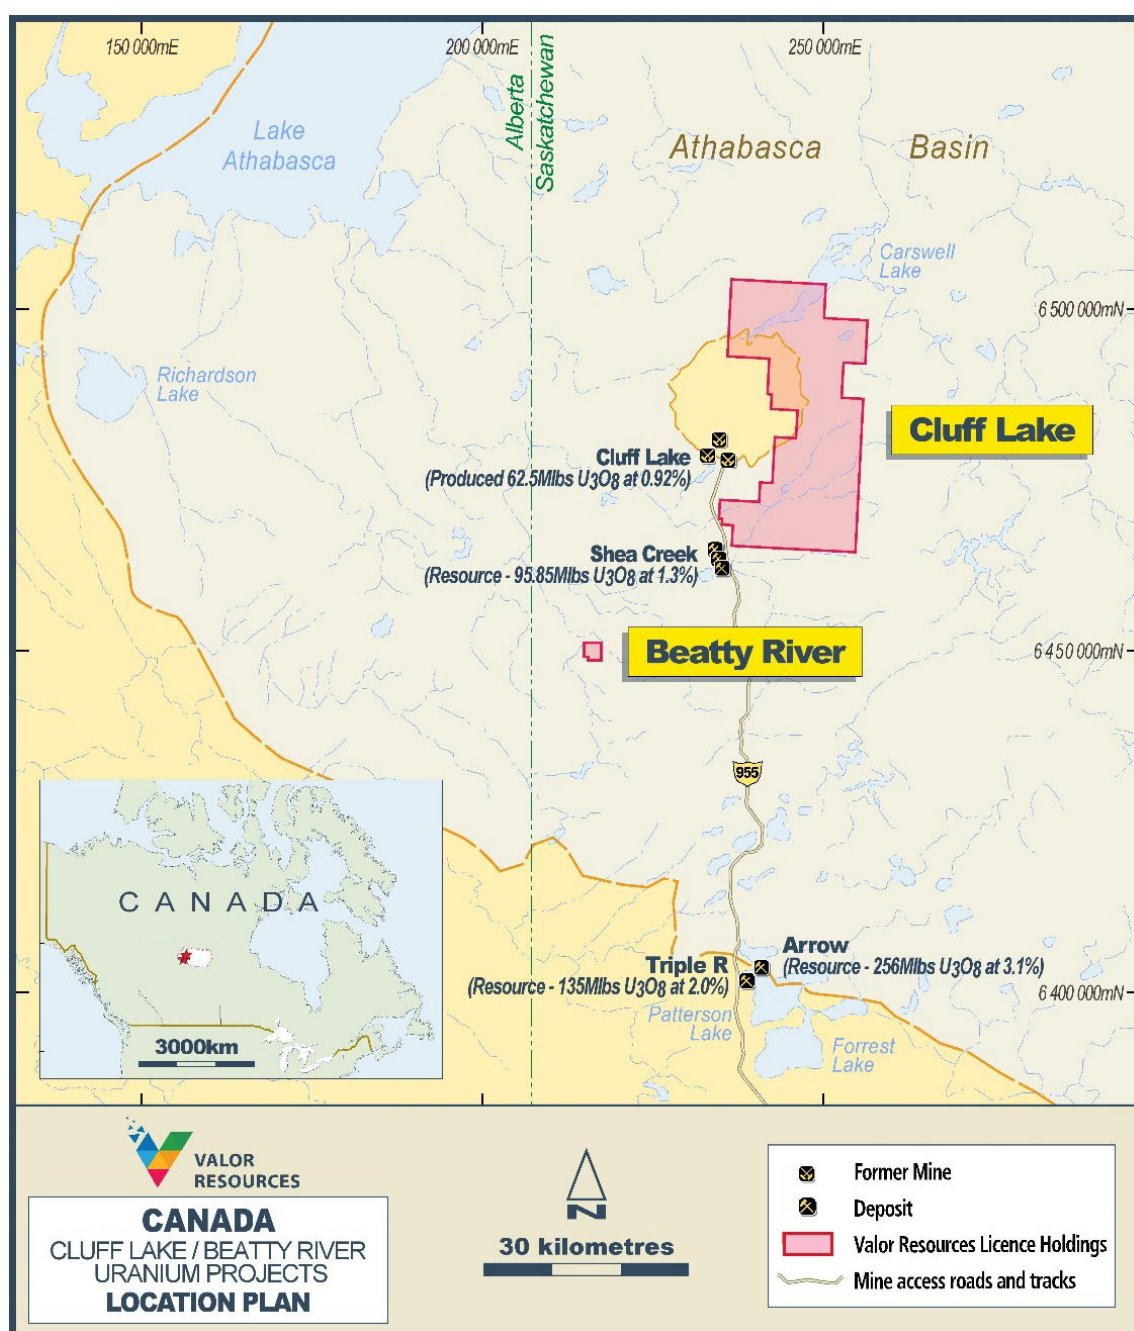 150 000mE
200 000mE
250 000mE
Alberta
Saskatchewan
Lake
Athabasca
Athabasca Basin
Carswell
Lake
6 500 000mN
Richardson
Lake
Cluff Lake
Cluff Lake
(Produced 62.5Mlbs U3O8 at 0.92%)
Shea Creek
(Resource - 95.85Mlbs U3O8 at 1.3%)
Beatty River
6 450 000mN
955
CANADA
3000km
Arrow
(Resource - 256Mlbs U3O8 at 3.1%)
Triple R
(Resource - 135Mlbs U3O8 at 2.0%)
6 400 000mN
Patterson
Lake
Forrest
Lake
VALOR
RESOURCES
CANADA
CLUFF LAKE / BEATTY RIVER
URANIUM PROJECTS
LOCATION PLAN
N
30 kilometres
Former Mine
Deposit
Valor Resources Licence Holdings
Mine access roads and tracks